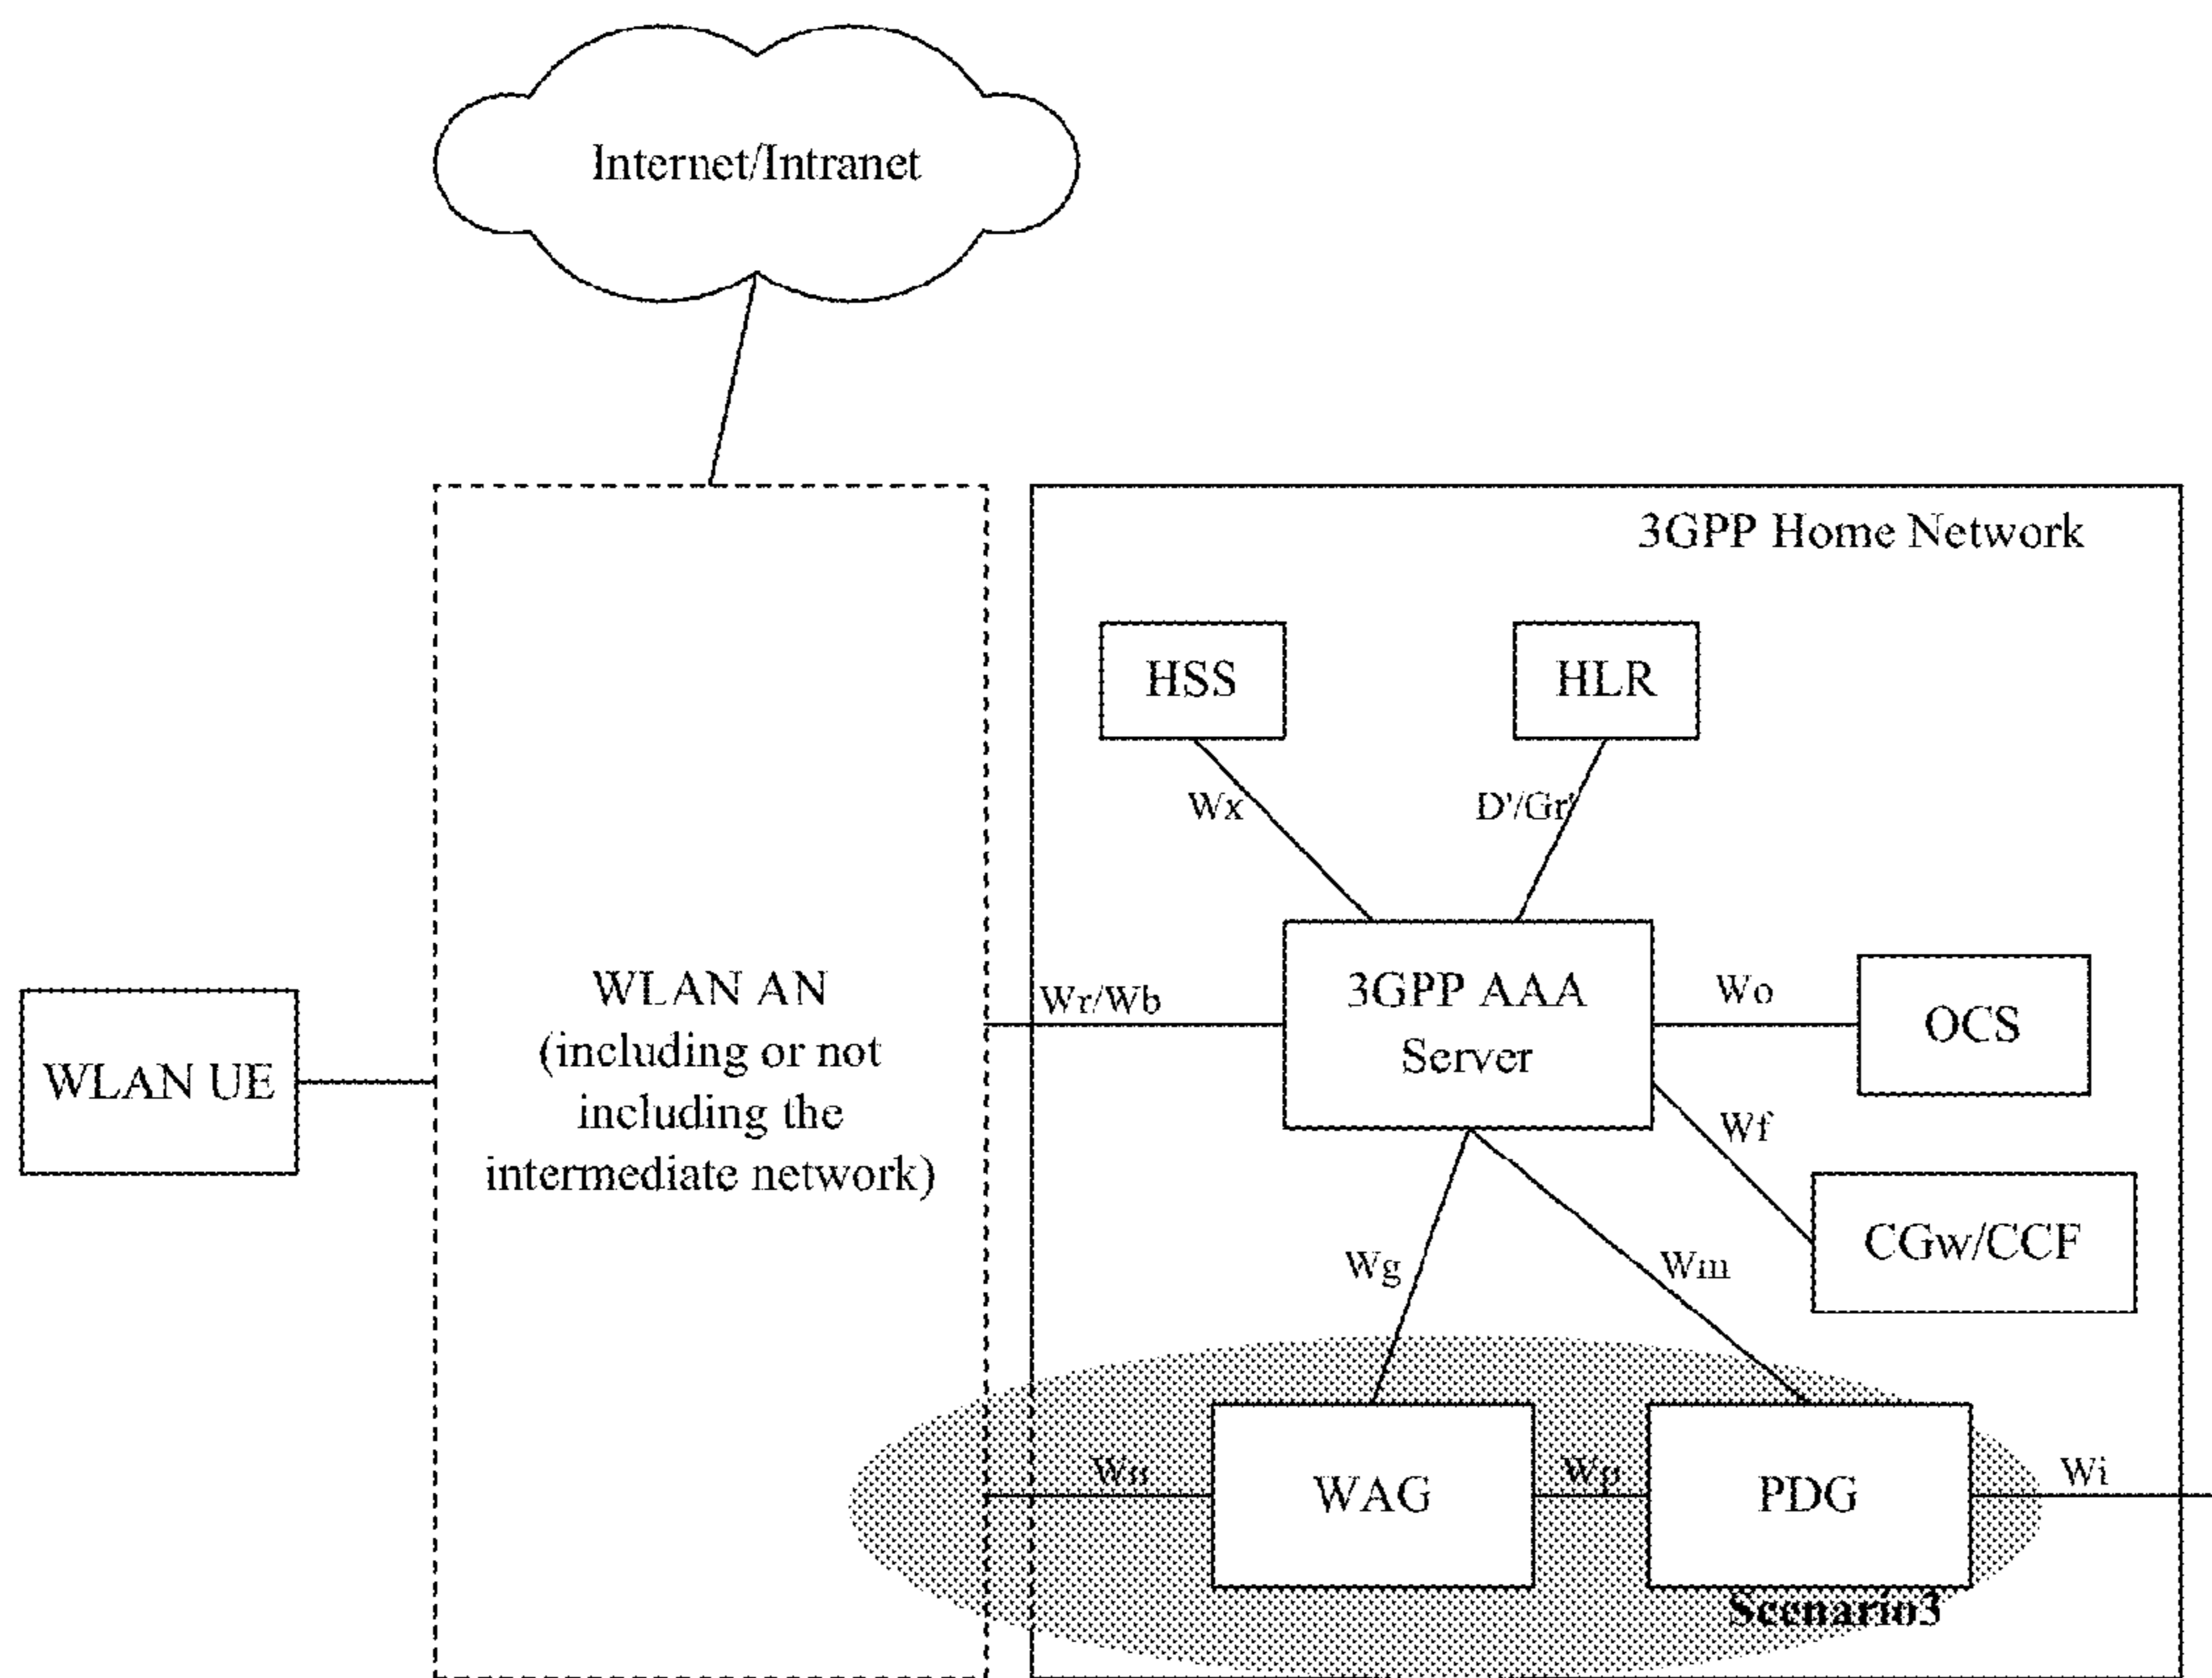 Internet/Intranet
3GPP Home Network
HSS
HLR
Wx
D'/Gr'
WLAN UE
WLAN AN
(including or not
including the
intermediate network)
Wr/Wb
3GPP AAA
Server
Wo
OCS
Wf
CGw/CCF
Wg
Wm
Wn
WAG
Wp
PDG
Wi
Scenario3